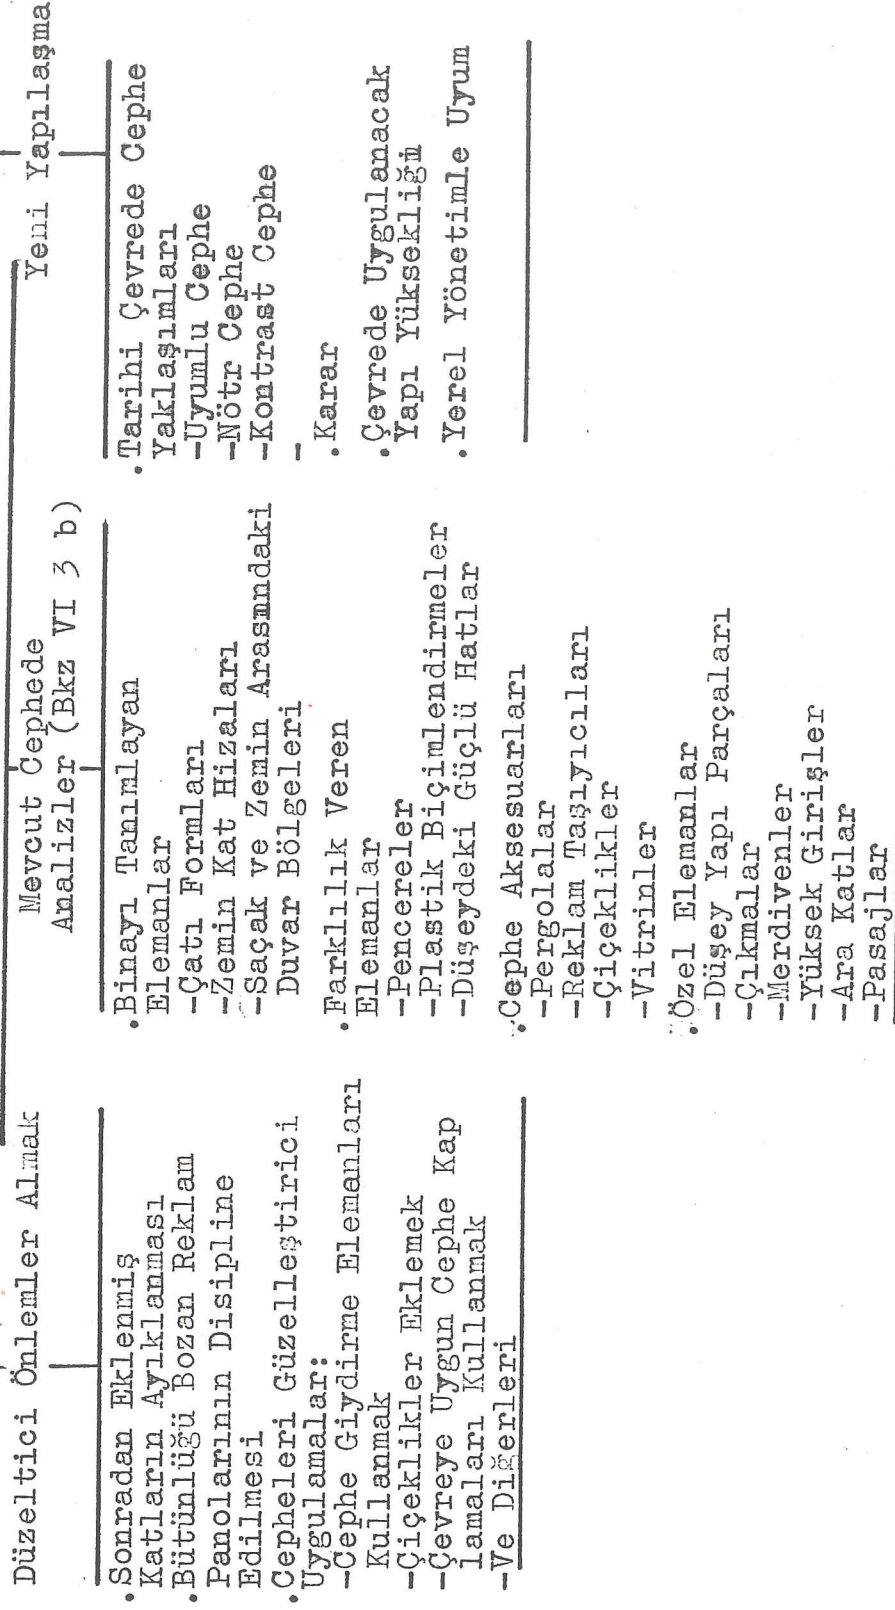 Düzeltici Önlemler Almak
.Sonradan Eklenmiş
Katların Ayıklanması
.Bütünlüğü Bozan Reklam
Panolarının Disipline
Edilmesi
.Cepheleri Güzelleştirici
Uygulamalar:
-Cephe Giydirme Elemanları
Kullanmak
-Çiçeklikler Eklemek
-Çevreye Uygun Cephe Kap
lamaları Kullanmak
-Ve Diğerleri
Mevcut Cephede
Analizler (Bkz VI 3 b)
.Binayı Tanımlayan
Elemanlar
-Çatı Formları
-Zemin Kat Hizaları
-Saçak ve Zemin Arasındaki
Duvar Bölgeleri
.Farklılık Veren
Elemanlar
-Pencereler
-Plastik Biçimlendirmeler
-Düşeydeki Güçlü Hatlar
.Cephe Aksesuarları
-Pergolalar
-Reklam Taşıyıcıları
-Çiçeklikler
-Vitrinler
.Özel Elemanlar
-Düşey Yapı Parçaları
-Çıkmalar
-Merdivenler
-Yüksek Girişler
-Ara Katlar
-Pasajlar
Yeni Yapılaşma
.Tarihi Çevrede Cephe
Yaklaşımları
-Uyumlu Cephe
-Nötr Cephe
-Kontrast Cephe
-
.Karar
.Çevrede Uygulanacak
Yapı Yüksekliği
.Yerel Yönetimle Uyum